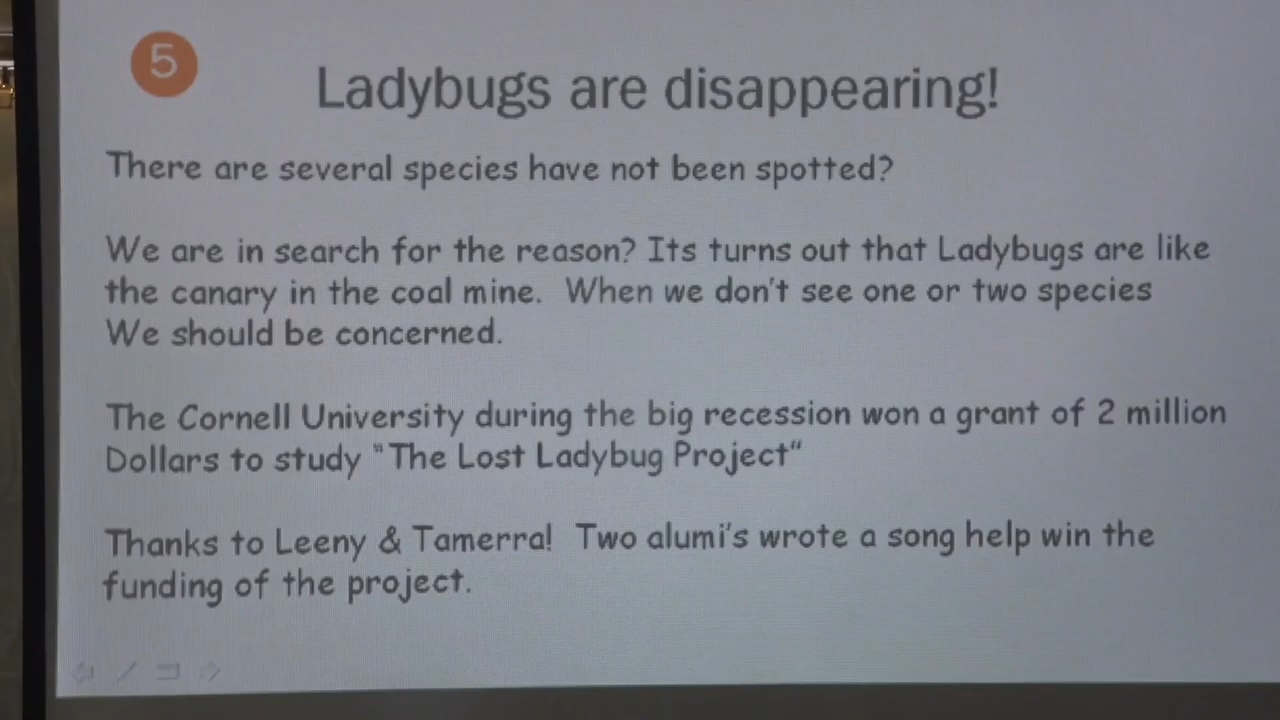 5
Ladybugs are disappearing!
There are several species have not been spotted?
We are in search for the reason? Its turns out that Ladybugs are like
the canary in the coal mine.  When we don't see one or two species
We should be concerned.
The Cornell University during the big recession won a grant of 2 million
Dollars to study "The Lost Ladybug Project"
Thanks to Leeny & Tamerra!  Two alumi's wrote a song help win the
funding of the project.